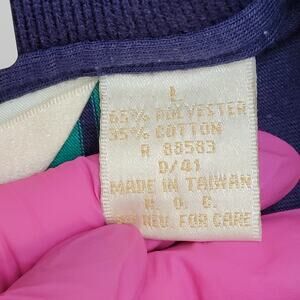 L
65% POLYESTER
35% COTTON
R 88583
D/41
MADE IN TAIWAN
R. O. C.
REV. FOR CARE